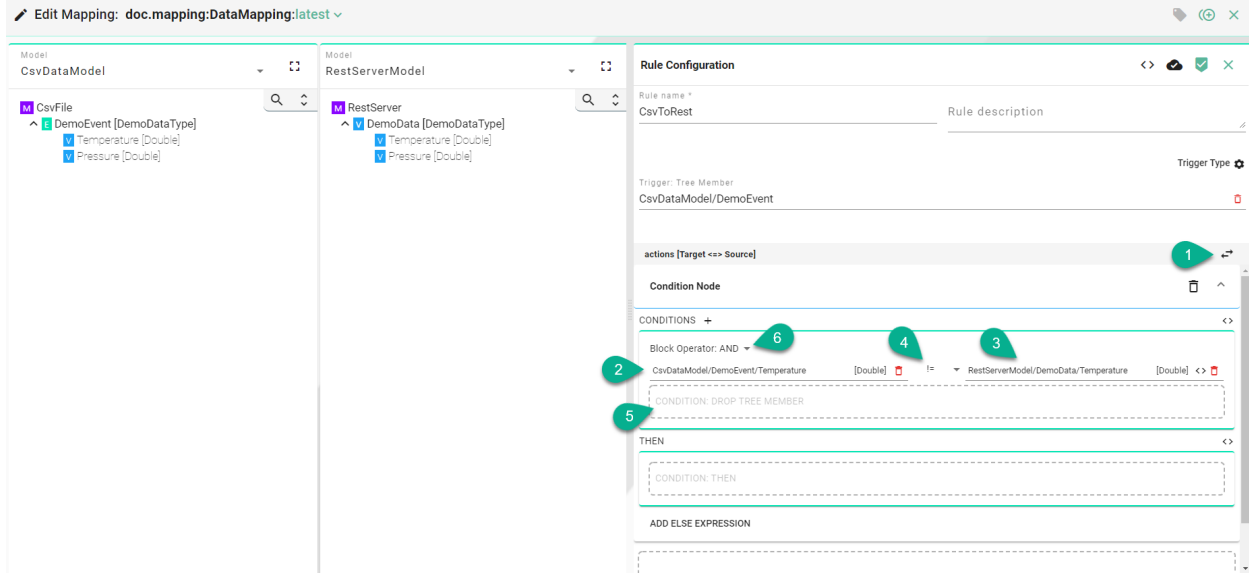 Edit Mapping: doc.mapping:DataMapping:latest
Model
CsvDataModel
M CsvFile
E DemoEvent [DemoDataType]
V Temperature [Double]
V Pressure [Double]
Model
RestServerModel
M RestServer
V DemoData [DemoDataType]
V Temperature [Double]
V Pressure [Double]
Rule Configuration
Rule name *
CsvToRest
Rule description
Trigger Type
Trigger: Tree Member
CsvDataModel/DemoEvent
actions [Target <=> Source]
1
Condition Node
CONDITIONS +
Block Operator: AND
6
4
3
2
CsvDataModel/DemoEvent/Temperature [Double] != RestServerModel/DemoData/Temperature [Double]
5
CONDITION: DROP TREE MEMBER
THEN
CONDITION: THEN
ADD ELSE EXPRESSION